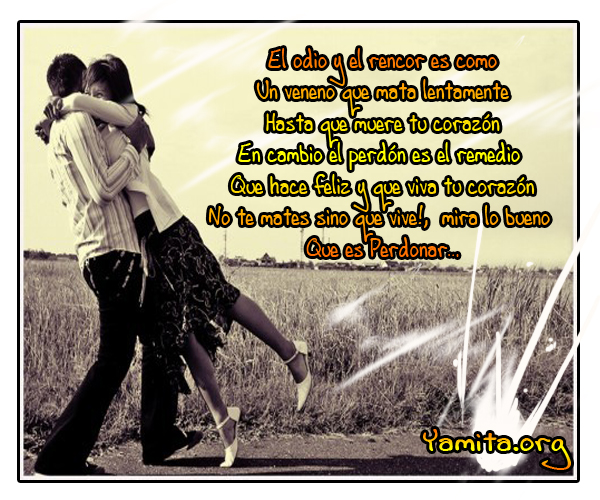 El odio y el rencor es como
Un veneno que mata lentamente
Hasta que muere tu corazón
En cambio el perdón es el remedio
Que hace feliz y que viva tu corazón
No te mates sino que vive!, mira lo bueno
Que es Perdonar...
Yamita.org